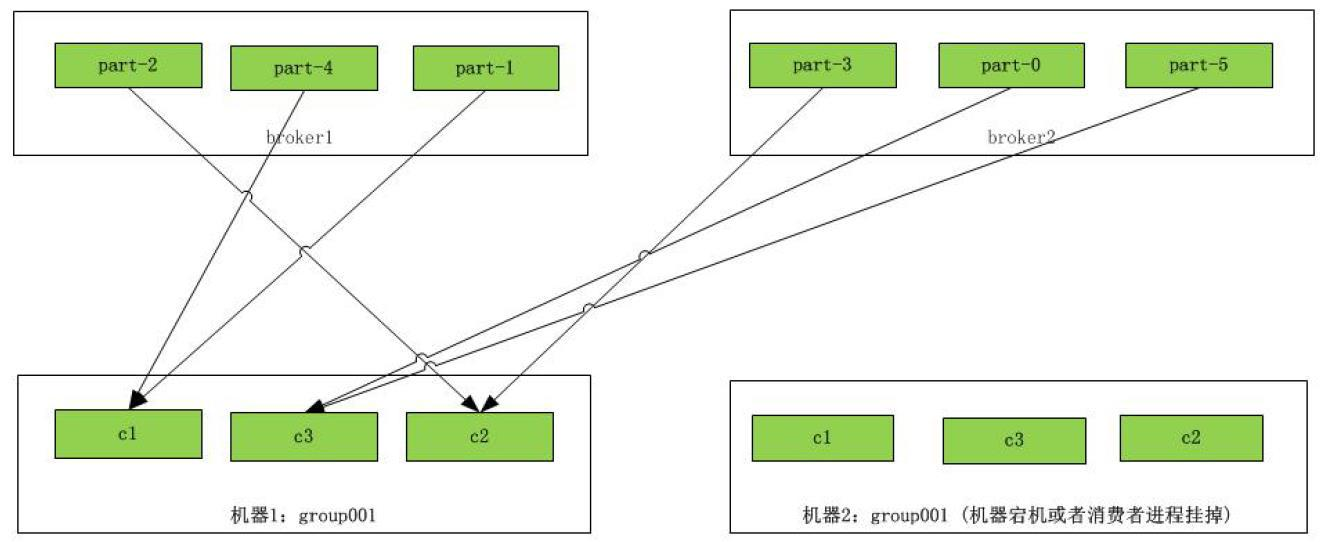 part-2
part-4
part-1
broker1
part-3
part-0
part-5
broker2
c1
c3
c2
机器1: group001
c1
c3
c2
机器2: group001 (机器宕机或者消费者进程挂掉)